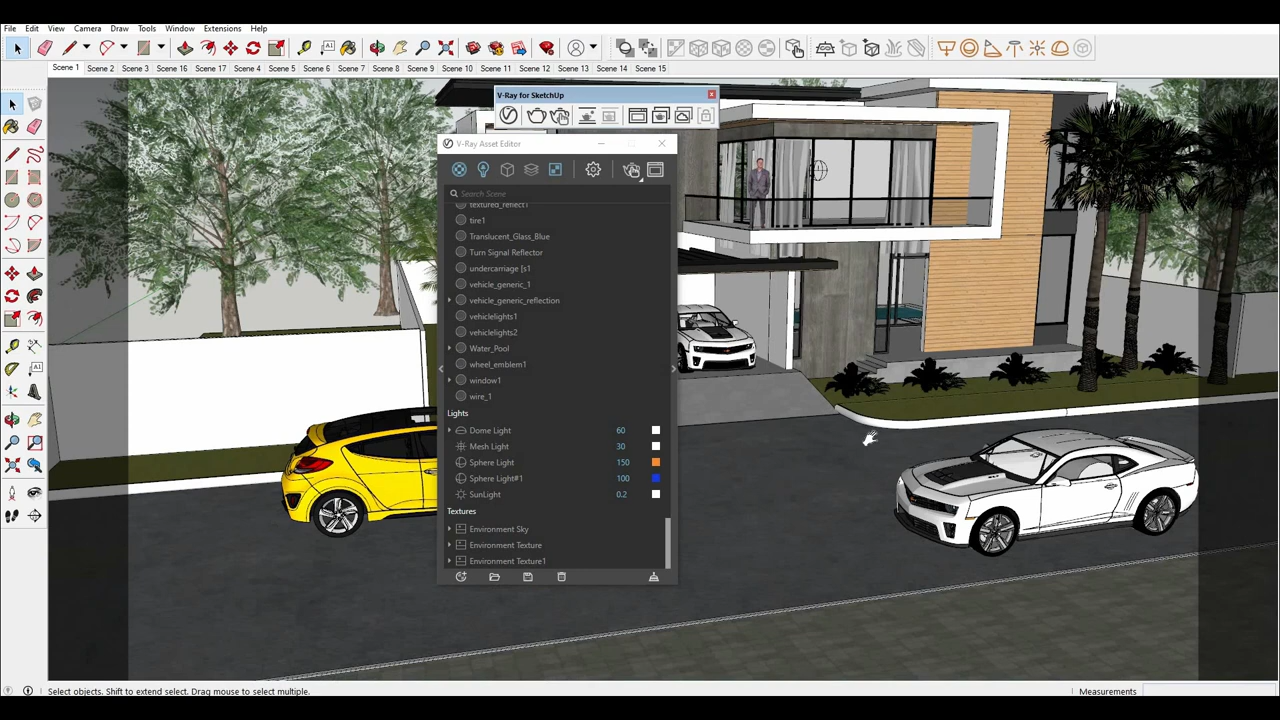 File Edit View Camera Draw Tools Window Extensions Help
Scene 1 Scene 2 Scene 3 Scene 16 Scene 17 Scene 4 Scene 5 Scene 6 Scene 7 Scene 8 Scene 9 Scene 10 Scene 11 Scene 12 Scene 13 Scene 14 Scene 15
V-Ray for SketchUp
V-Ray Asset Editor
Search Scene
textured_reflect1
tire1
Translucent_Glass_Blue
Turn Signal Reflector
undercarriage [s1
vehicle_generic_1
vehicle_generic_reflection
vehiclelights1
vehiclelights2
Water_Pool
wheel_emblem1
window1
wire_1
Lights
Dome Light 60
Mesh Light 30
Sphere Light 150
Sphere Light#1 100
SunLight 0.2
Textures
Environment Sky
Environment Texture
Environment Texture1
Select objects. Shift to extend select. Drag mouse to select multiple. Measurements